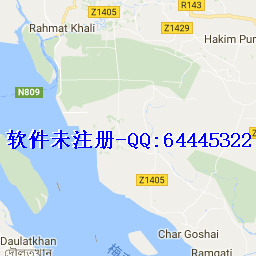 Z1405
R143
Rahmat Khali
Z1429
Hakim Pur
N809
软件未注册-QQ:64445322
Z1405
Char Goshai
Daulatkhan
দৌলতখান
Ramgati